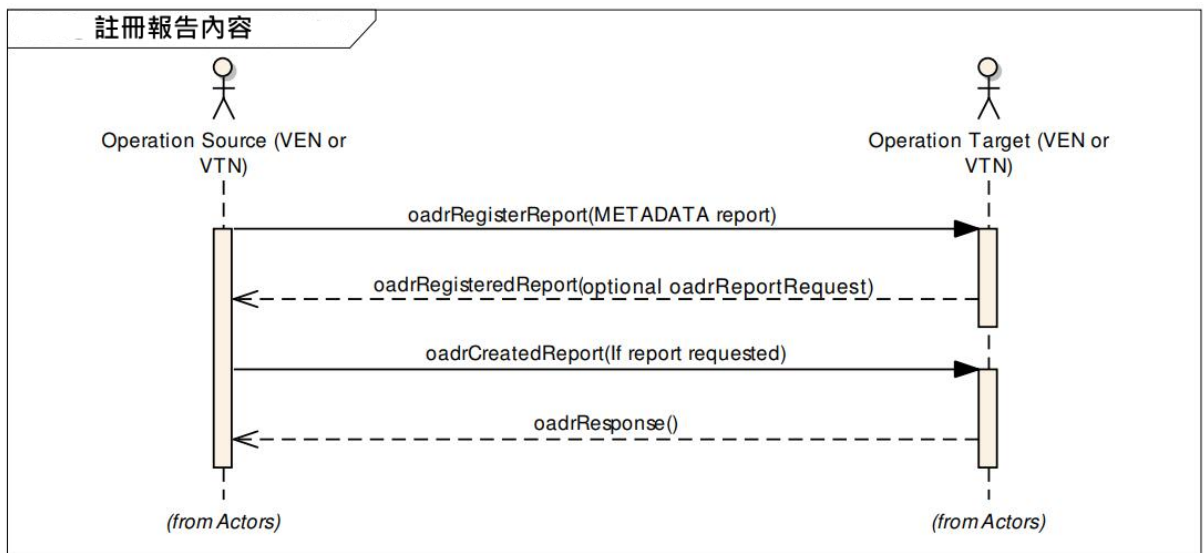 註冊報告內容
Operation Source (VEN or
VTN)
Operation Target (VEN or
VTN)
oadrRegisterReport(METADATA report)
oadrRegisteredReport(optional oadrReportRequest)
oadrCreatedReport(If report requested)
oadrResponse()
(from Actors)
(from Actors)